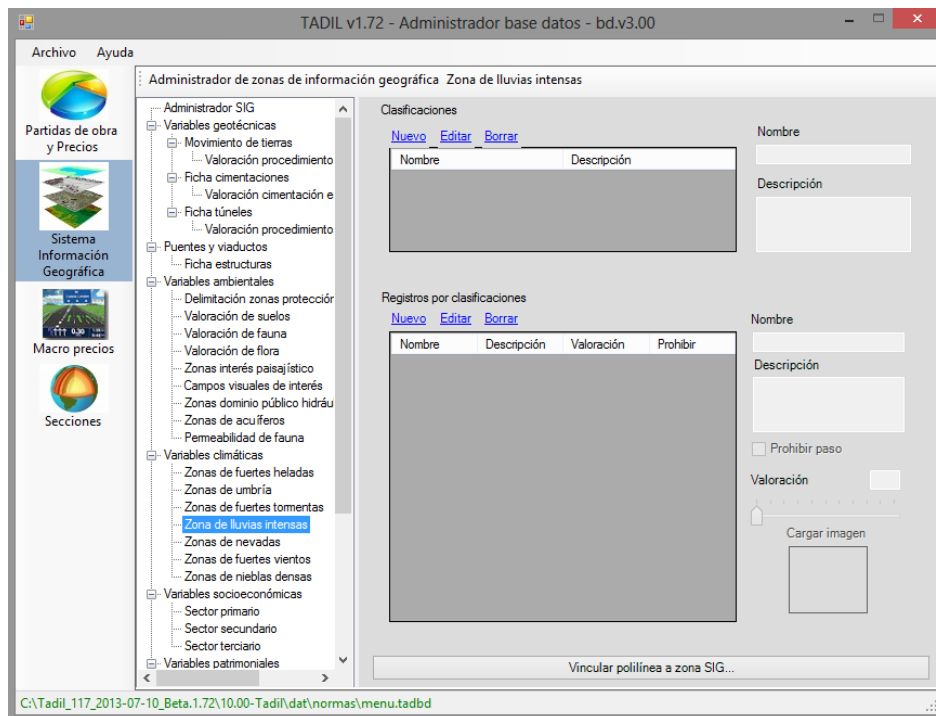 TADIL v1.72 - Administrador base datos - bd.v3.00
Archivo Ayuda
Partidas de obra
y Precios
Sistema
Información
Geográfica
Macro precios
Secciones
Administrador de zonas de información geográfica Zona de lluvias intensas
Administrador SIG
Variables geotécnicas
Movimiento de tierras
Valoración procedimiento
Ficha cimentaciones
Valoración cimentación e
Ficha túneles
Valoración procedimiento
Puentes y viaductos
Ficha estructuras
Variables ambientales
Delimitación zonas protección
Valoración de suelos
Valoración de fauna
Valoración de flora
Zonas interés paisajístico
Campos visuales de interés
Zonas dominio público hidráu
Zonas de acuíferos
Permeabilidad de fauna
Variables climáticas
Zonas de fuertes heladas
Zonas de umbría
Zonas de fuertes tormentas
Zona de lluvias intensas
Zonas de nevadas
Zonas de fuertes vientos
Zonas de nieblas densas
Variables socioeconómicas
Sector primario
Sector secundario
Sector terciario
Variables patrimoniales
Clasificaciones
Nuevo Editar Borrar
Nombre Descripción
Nombre
Descripción
Registros por clasificaciones
Nuevo Editar Borrar
Nombre Descripción Valoración Prohibir
Nombre
Descripción
Prohibir paso
Valoración
Cargar imagen
Vincular polilínea a zona SIG...
C:\Tadil_117_2013-07-10_Beta.1.72\10.00-Tadil\dat\normas\menu.tadbd